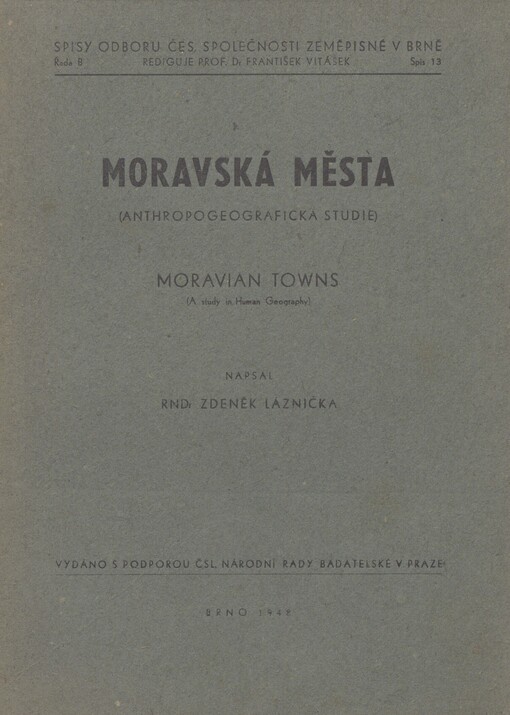 SPISY ODBORU ČES. SPOLEČNOSTI ZEMĚPISNÉ V BRNĚ
Řada B REDIGUJE PROF. Dr FRANTIŠEK VITÁSEK Spis 13
MORAVSKÁ MĚSTA
(ANTHROPOGEOGRAFICKÁ STUDIE)
MORAVIAN TOWNS
(A study in Human Geography)
NAPSAL
RNDr ZDENĚK LÁZNIČKA
VYDÁNO S PODPOROU ČSL. NÁRODNÍ RADY BADATELSKÉ V PRAZE
BRNO 1946